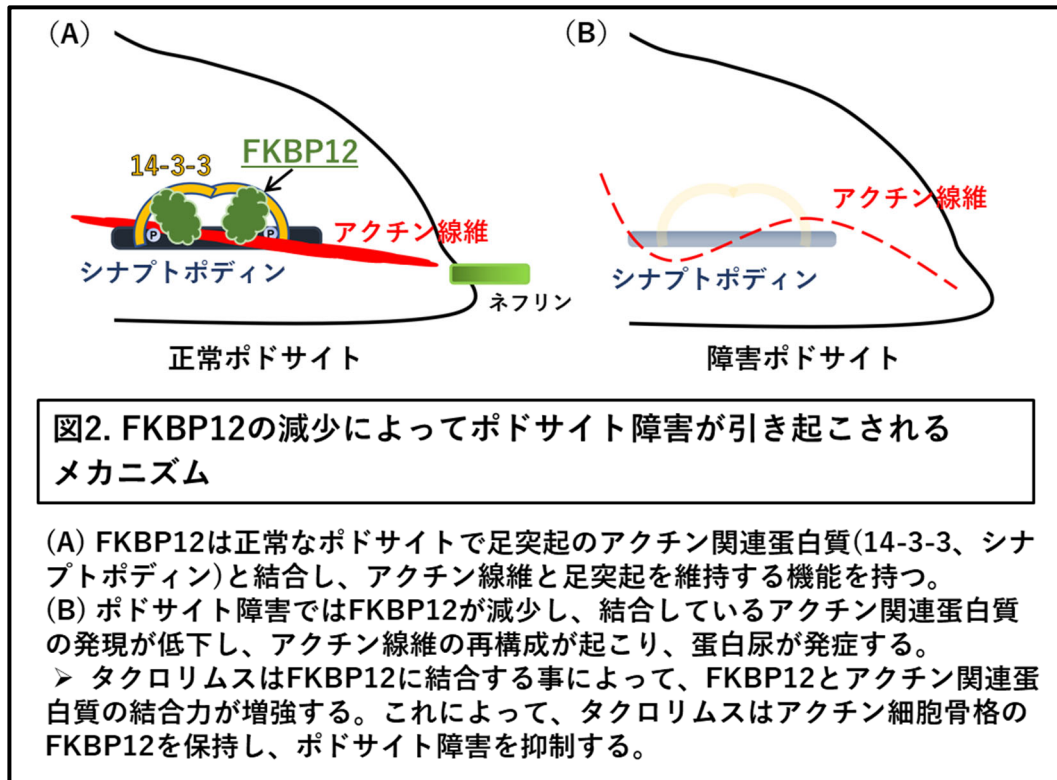 (A)
(B)
14-3-3
FKBP12
アクチン線維
P
P
シナプトポディン
ネフリン
正常ポドサイト
アクチン線維
シナプトポディン
障害ポドサイト
図2. FKBP12の減少によってポドサイト障害が引き起こされる
メカニズム
(A) FKBP12は正常なポドサイトで足突起のアクチン関連蛋白質(14-3-3、シナ
プトポディン)と結合し、アクチン線維と足突起を維持する機能を持つ。
(B) ポドサイト障害ではFKBP12が減少し、結合しているアクチン関連蛋白質
の発現が低下し、アクチン線維の再構成が起こり、蛋白尿が発症する。
➢ タクロリムスはFKBP12に結合する事によって、FKBP12とアクチン関連蛋
白質の結合力が増強する。これによって、タクロリムスはアクチン細胞骨格の
FKBP12を保持し、ポドサイト障害を抑制する。